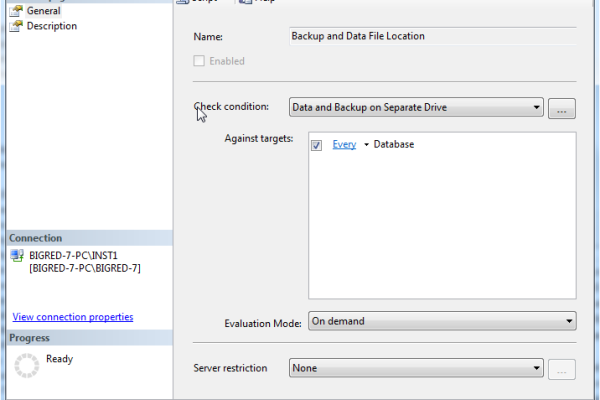 General
Description
Name: Backup and Data File Location
Enabled
Check condition: Data and Backup on Separate Drive ...
Against targets: Every Database
Connection
BIGRED-7-PC\INST1
[BIGRED-7-PC\BIGRED-7]
View connection properties
Evaluation Mode: On demand
Progress
Ready
Server restriction None ...